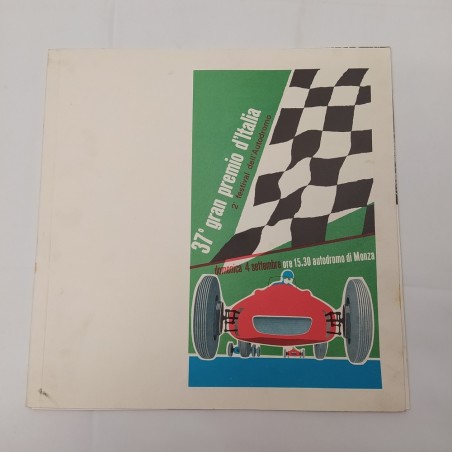 37° gran premio d'Italia
2° festival dell'Autodromo
domenica 4 settembre ore 15.30 autodromo di Monza